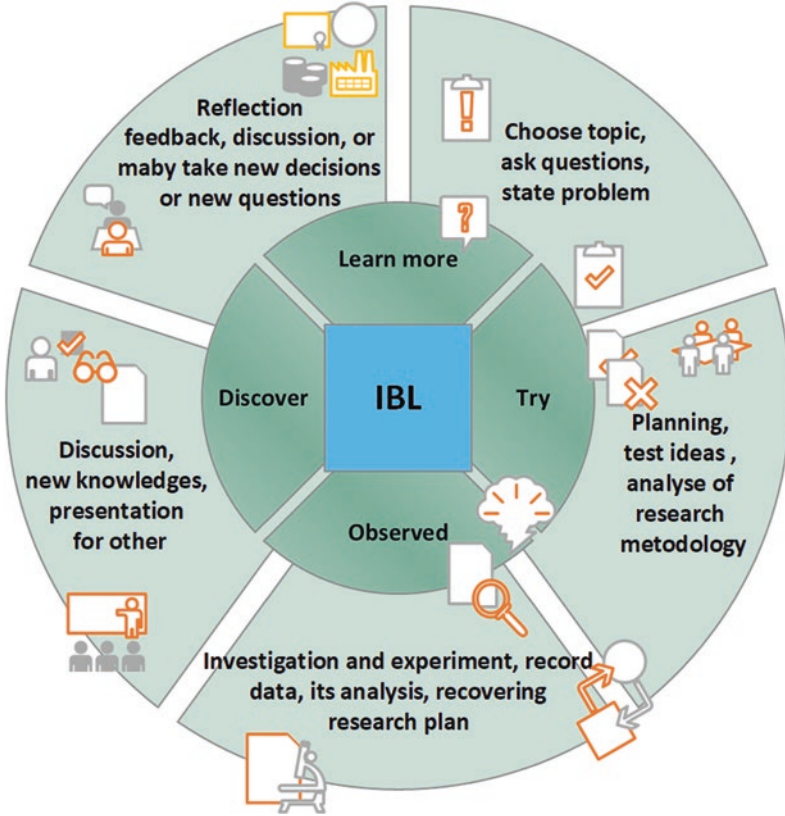 Reflection
feedback, discussion, or
maby take new decisions
or new questions
Choose topic,
ask questions,
state problem
Learn more
Discover
IBL
Try
Planning,
test ideas ,
analyse of
research
metodology
Discussion,
new knowledges,
presentation
for other
Observed
Investigation and experiment, record
data, its analysis, recovering
research plan